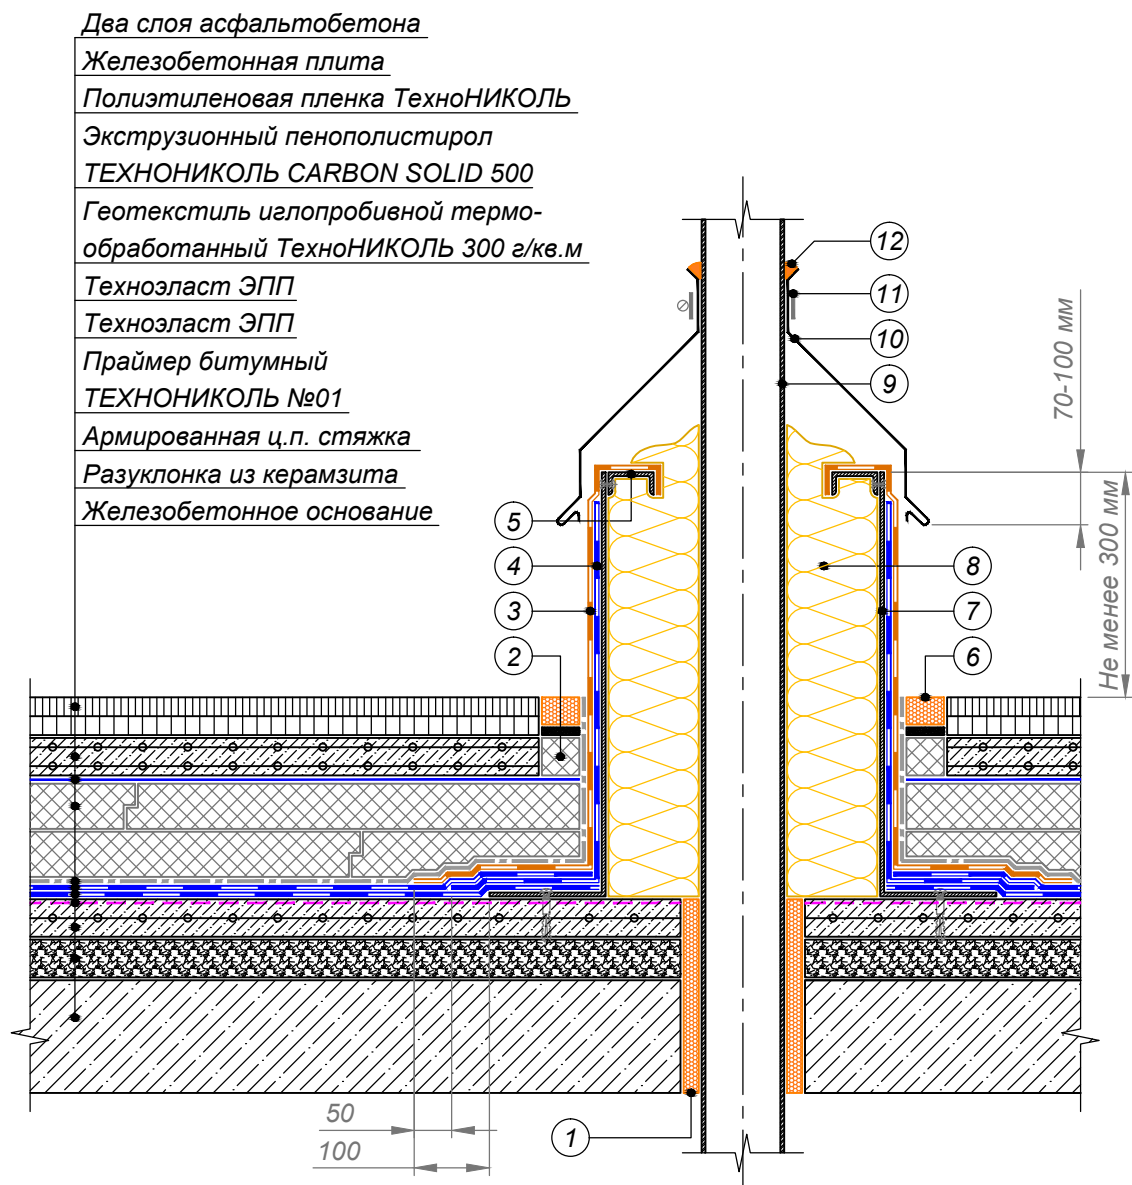 Два слоя асфальтобетона
Железобетонная плита
Полиэтиленовая пленка ТехноНИКОЛЬ
Экструзионный пенополистирол
ТЕХНОНИКОЛЬ CARBON SOLID 500
Геотекстиль иглопробивной термо-
обработанный ТехноНИКОЛЬ 300 г/кв.м
Техноэласт ЭПП
Техноэласт ЭПП
Праймер битумный
ТЕХНОНИКОЛЬ №01
Армированная ц.п. стяжка
Разуклонка из керамзита
Железобетонное основание
12
11
10
9
70-100 мм
Не менее 300 мм
5
4
3
2
8
7
6
50
100
1